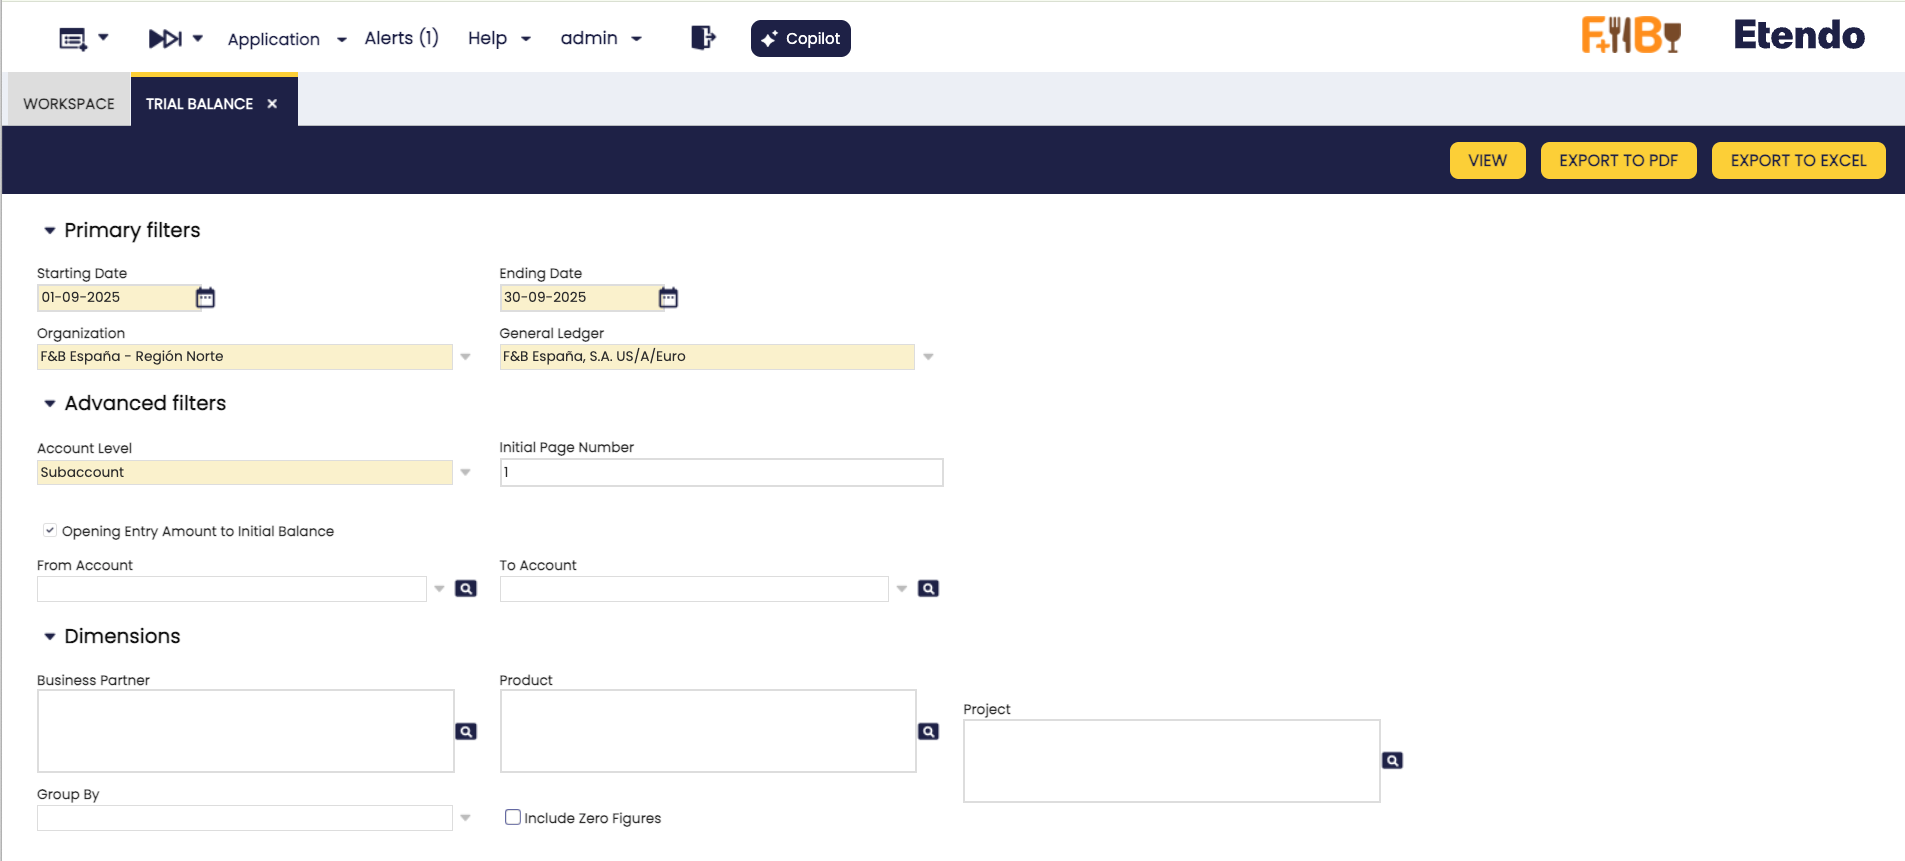 Application
Alerts (1)
Help
admin
Copilot
F+B
Etendo
WORKSPACE
TRIAL BALANCE
VIEW
EXPORT TO PDF
EXPORT TO EXCEL
Primary filters
Starting Date
Ending Date
01-09-2025
30-09-2025
Organization
General Ledger
F&B España - Región Norte
F&B España, S.A. US/A/Euro
Advanced filters
Account Level
Initial Page Number
Subaccount
1
Opening Entry Amount to Initial Balance
From Account
To Account
Dimensions
Business Partner
Product
Project
Group By
Include Zero Figures